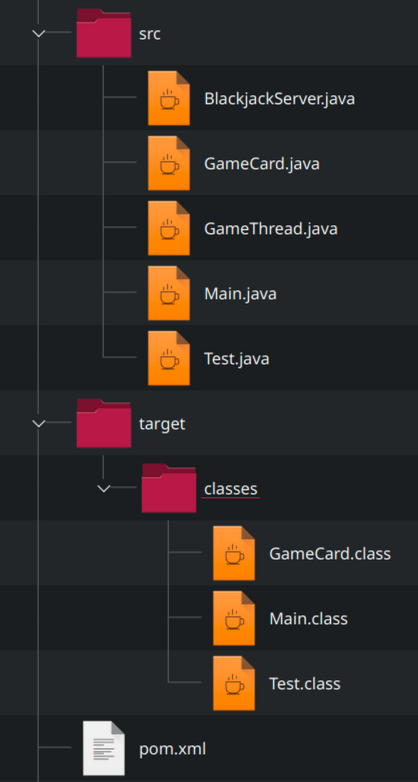 src
BlackjackServer.java
GameCard.java
GameThread.java
Main.java
Test.java
target
classes
GameCard.class
Main.class
Test.class
pom.xml